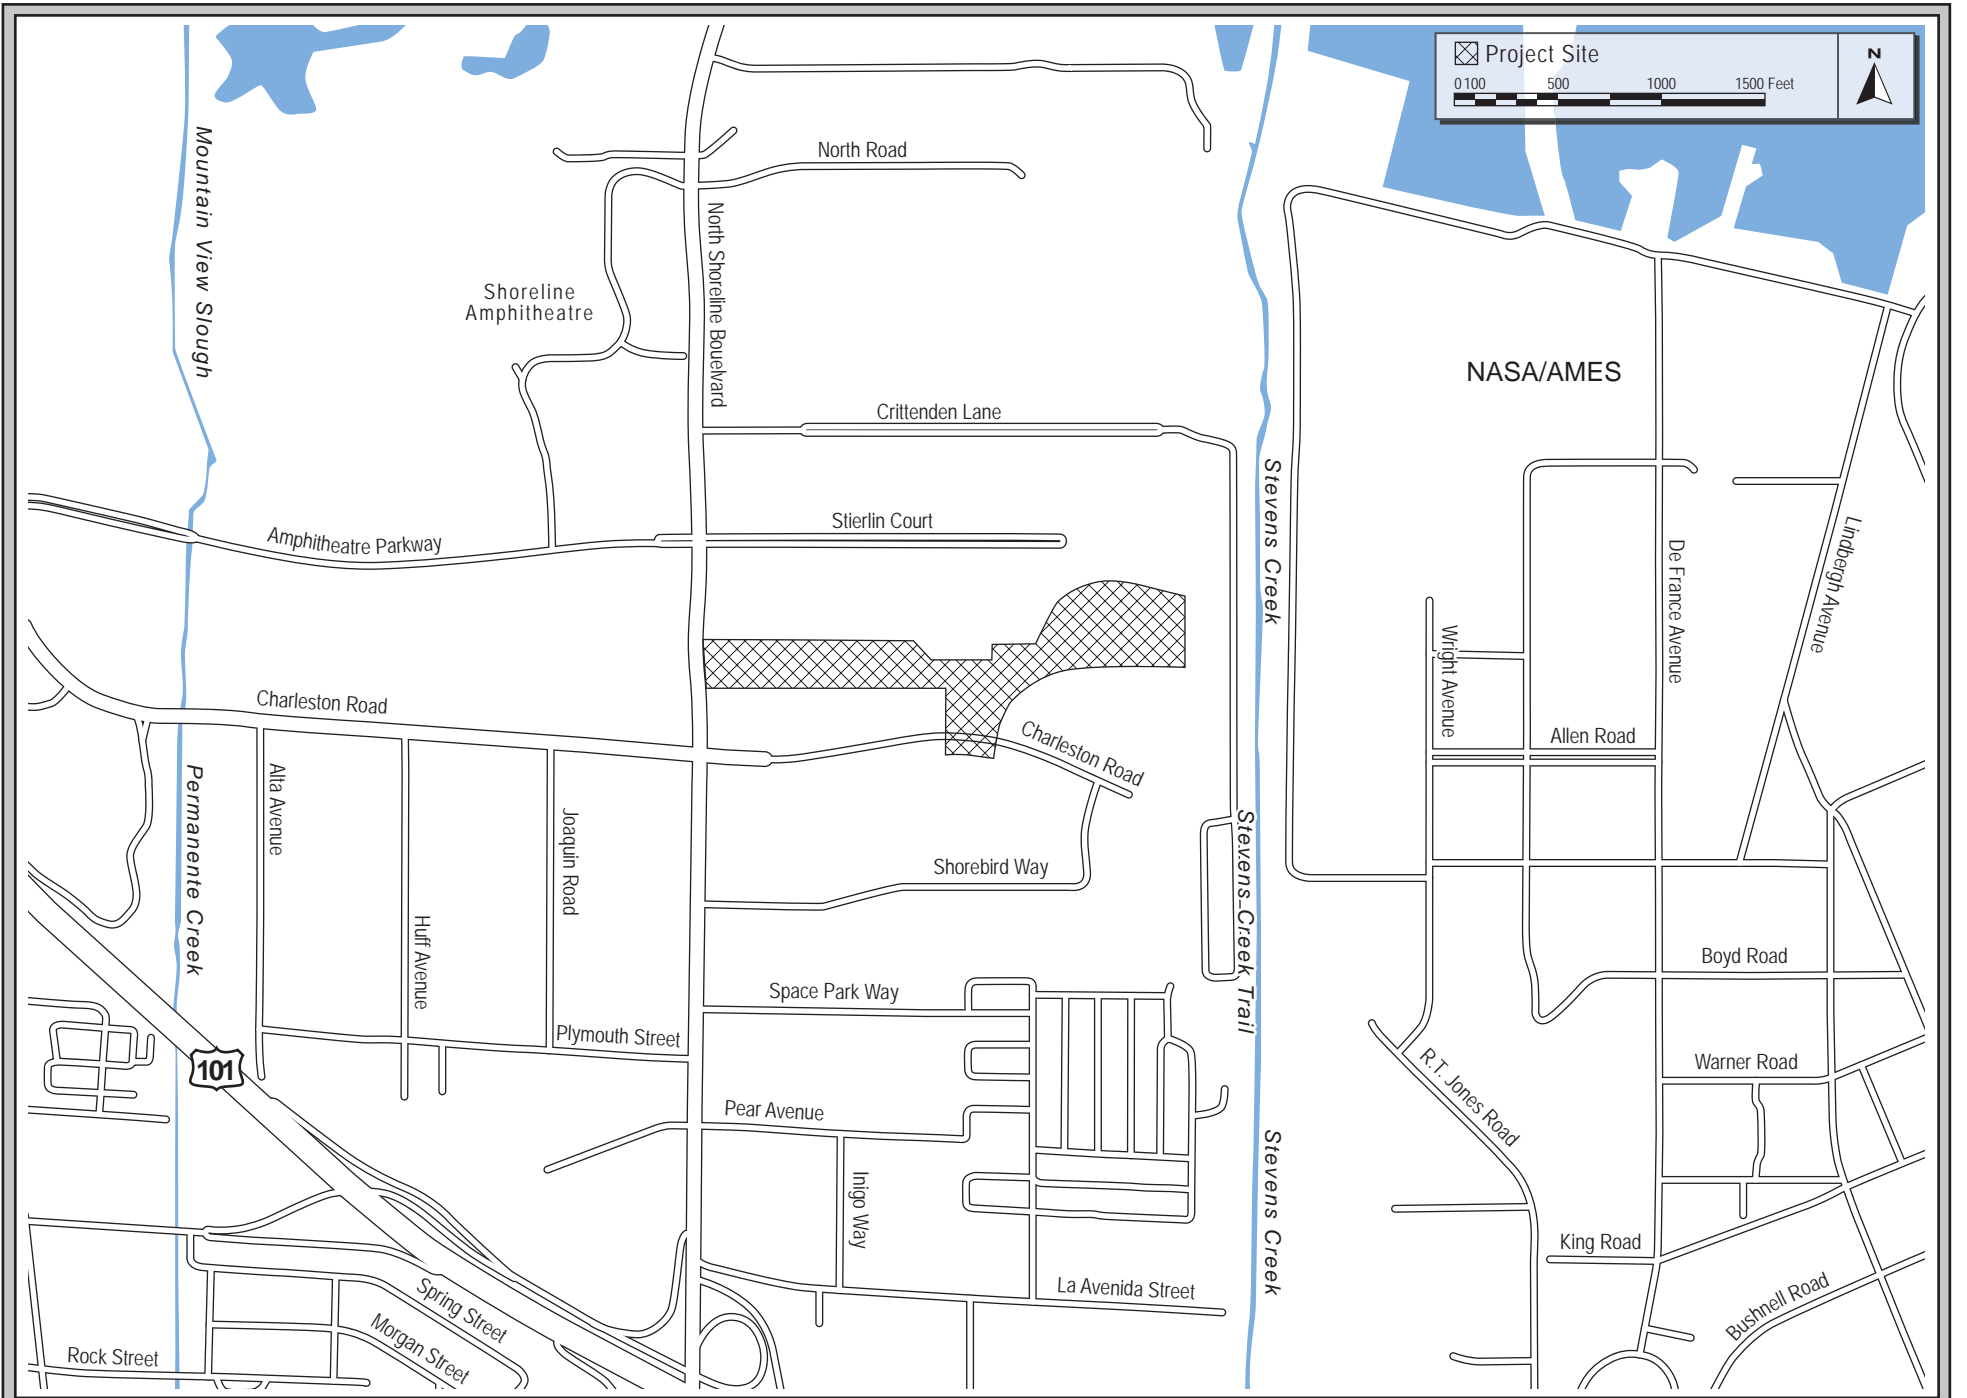 Project Site
0 100 500 1000 1500 Feet
N
Mountain View Slough
North Road
North Shoreline Bouelvard
Shoreline
Amphitheatre
NASA/AMES
Crittenden Lane
Stevens Creek
Stierlin Court
Amphitheatre Parkway
Lindbergh Avenue
De France Avenue
Wright Avenue
Charleston Road
Charleston Road
Allen Road
Permanente Creek
Alta Avenue
Joaquin Road
Stevens Creek Trail
Shorebird Way
Huff Avenue
Boyd Road
Space Park Way
Plymouth Street
101
Warner Road
R.T. Jones Road
Pear Avenue
Stevens Creek
Inigo Way
King Road
La Avenida Street
Spring Street
Bushnell Road
Morgan Street
Rock Street